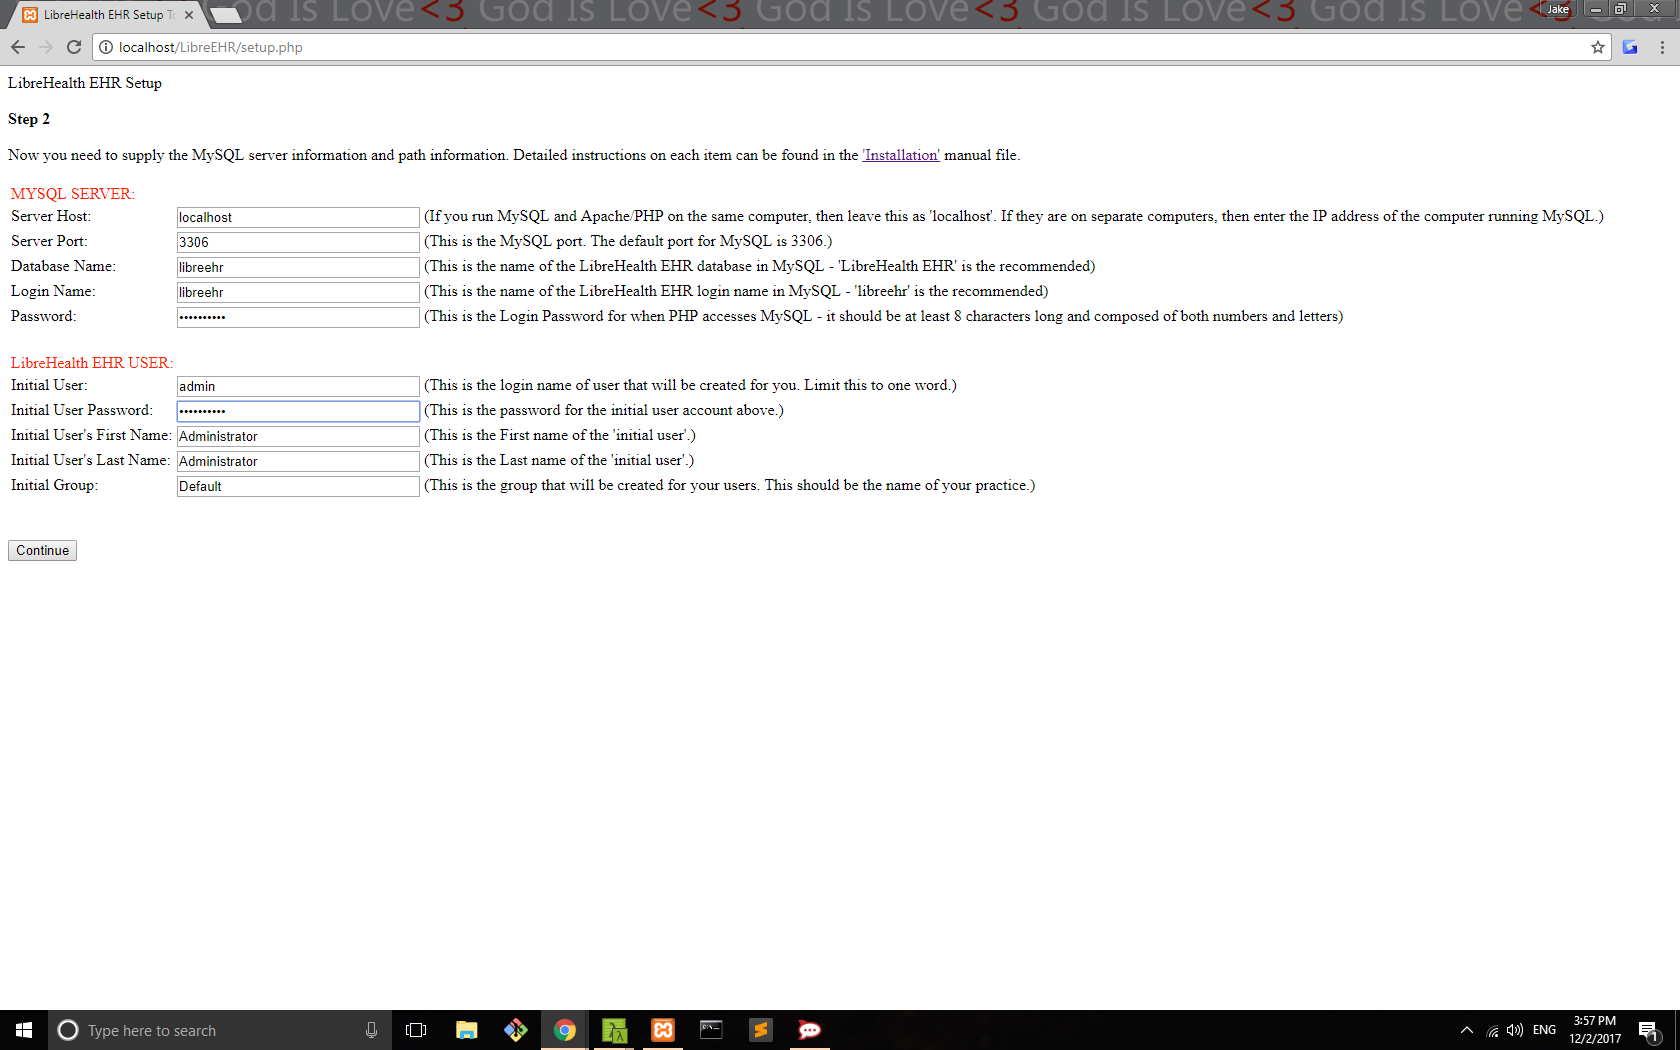 LibreHealth EHR Setup To
God Is Love<3 God Is Love<3 God Is Love<3 God Is Love<3 God Is Love<3 God Is
Jake
localhost/LibreEHR/setup.php
LibreHealth EHR Setup
Step 2
Now you need to supply the MySQL server information and path information. Detailed instructions on each item can be found in the 'Installation' manual file.
MYSQL SERVER:
Server Host: localhost (If you run MySQL and Apache/PHP on the same computer, then leave this as 'localhost'. If they are on separate computers, then enter the IP address of the computer running MySQL.)
Server Port: 3306 (This is the MySQL port. The default port for MySQL is 3306.)
Database Name: libreehr (This is the name of the LibreHealth EHR database in MySQL - 'LibreHealth EHR' is the recommended)
Login Name: libreehr (This is the name of the LibreHealth EHR login name in MySQL - 'libreehr' is the recommended)
Password: •••••••••• (This is the Login Password for when PHP accesses MySQL - it should be at least 8 characters long and composed of both numbers and letters)
LibreHealth EHR USER:
Initial User: admin (This is the login name of user that will be created for you. Limit this to one word.)
Initial User Password: •••••••••• (This is the password for the initial user account above.)
Initial User's First Name: Administrator (This is the First name of the 'initial user'.)
Initial User's Last Name: Administrator (This is the Last name of the 'initial user'.)
Initial Group: Default (This is the group that will be created for your users. This should be the name of your practice.)
Continue
Type here to search
ENG
3:57 PM
12/2/2017
1